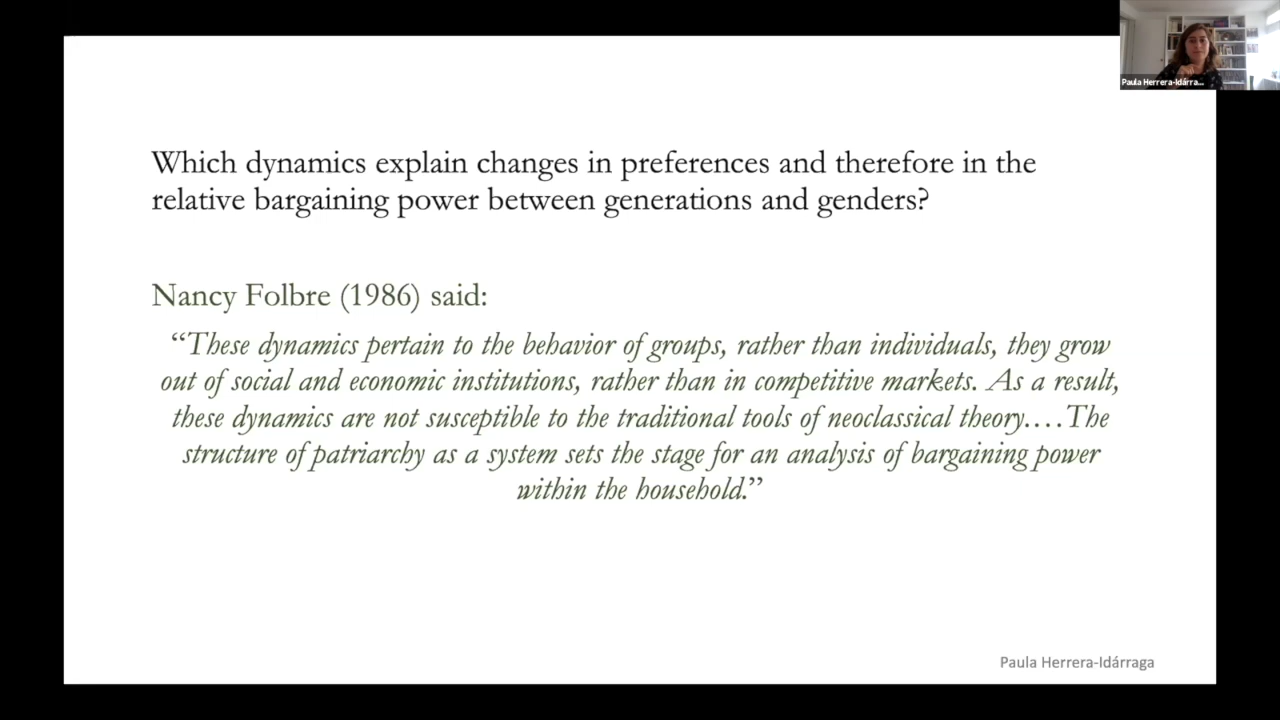 Paula Herrera-Idárra...
Which dynamics explain changes in preferences and therefore in the
relative bargaining power between generations and genders?
Nancy Folbre (1986) said:
“These dynamics pertain to the behavior of groups, rather than individuals, they grow
out of social and economic institutions, rather than in competitive markets. As a result,
these dynamics are not susceptible to the traditional tools of neoclassical theory....The
structure of patriarchy as a system sets the stage for an analysis of bargaining power
within the household.”
Paula Herrera-Idárraga